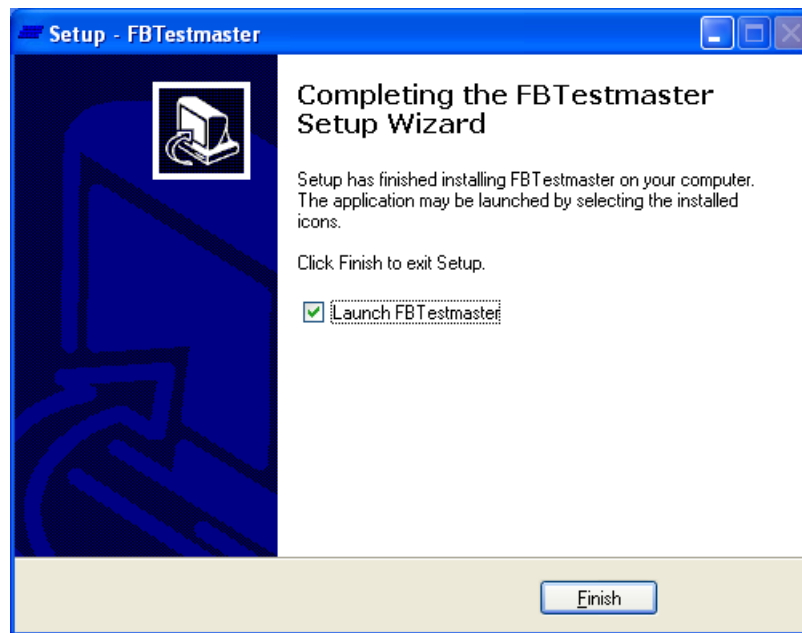 Setup - FBTestmaster
Completing the FBTestmaster
Setup Wizard
Setup has finished installing FBTestmaster on your computer.
The application may be launched by selecting the installed
icons.
Click Finish to exit Setup.
Launch FBTestmaster
Finish